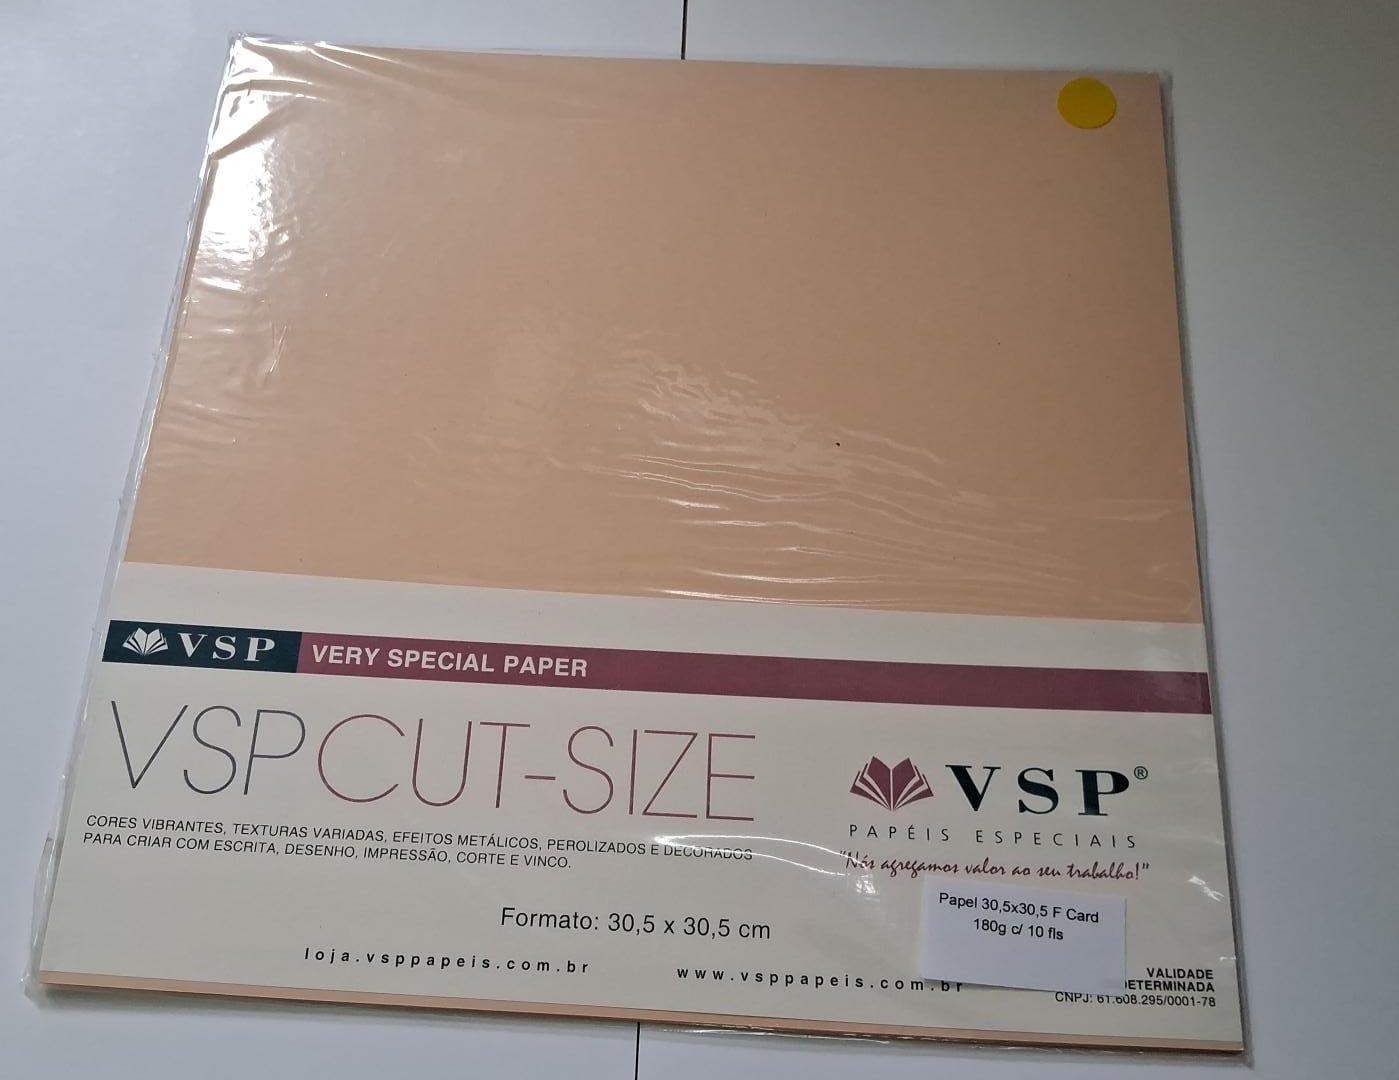 VSP VERY SPECIAL PAPER
VSP CUT-SIZE
CORES VIBRANTES, TEXTURAS VARIADAS, EFEITOS METÁLICOS, PEROLIZADOS E DECORADOS
PARA CRIAR COM ESCRITA, DESENHO, IMPRESSÃO, CORTE E VINCO.
Formato: 30,5 x 30,5 cm
loja.vsppapeis.com.br
www.vsppapeis.com.br
VSP®
PAPÉIS ESPECIAIS
"Nós agregamos valor ao seu trabalho!"
Papel 30,5x30,5 F Card
180g c/ 10 fls
VALIDADE
ETERMINADA
CNPJ: 61.608.295/0001-78